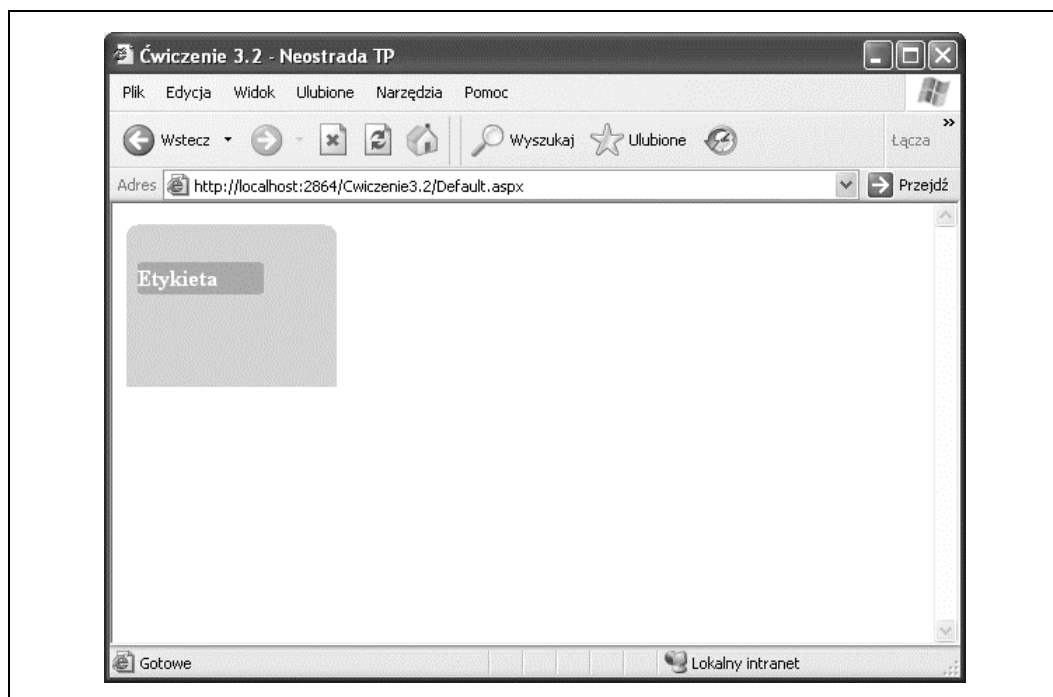 Ćwiczenie 3.2 - Neostrada TP
Plik Edycja Widok Ulubione Narzędzia Pomoc
Wstecz Wyszukaj Ulubione Łącza
Adres http://localhost:2864/Cwiczenie3.2/Default.aspx Przejdź
Etykieta
Gotowe Lokalny intranet